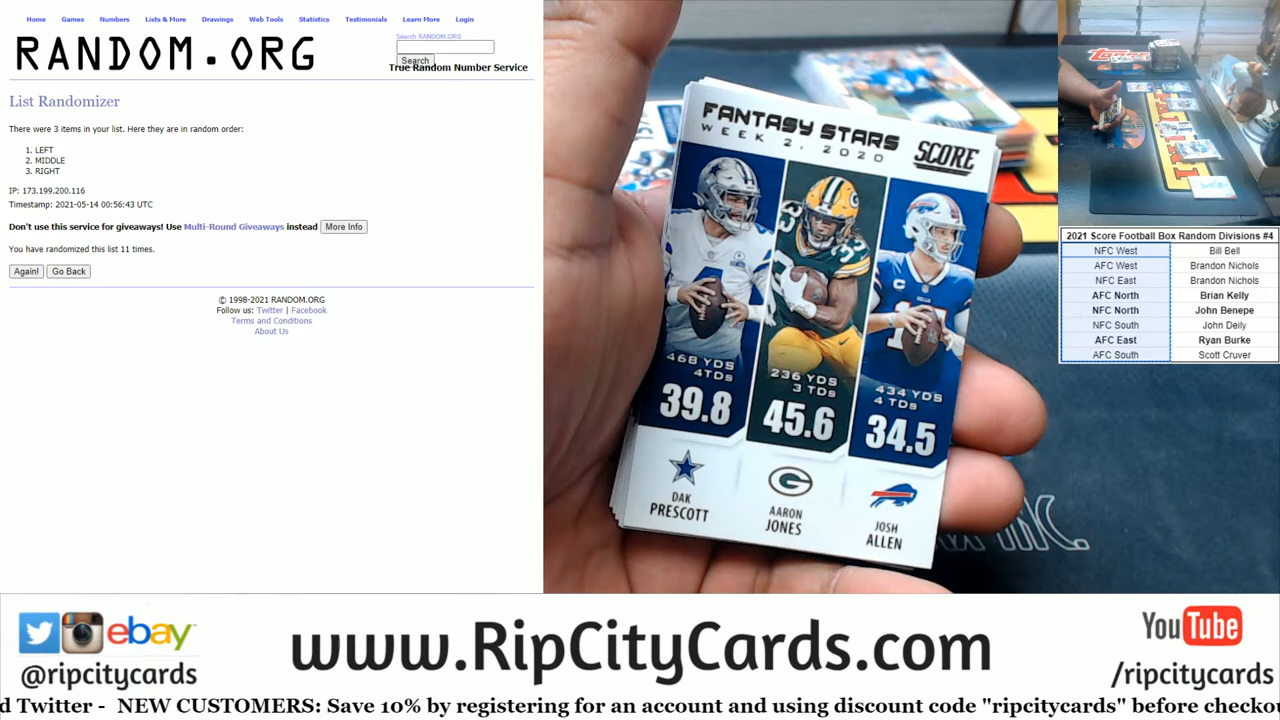 Home Games Numbers Lists & More Drawings Web Tools Statistics Testimonials Learn More Login
RANDOM.ORG
Search RANDOM.ORG
Search
True Random Number Service
List Randomizer
There were 3 items in your list. Here they are in random order:
1. LEFT
2. MIDDLE
3. RIGHT
IP: 173.199.200.116
Timestamp: 2021-05-14 00:56:43 UTC
Don't use this service for giveaways! Use Multi-Round Giveaways instead More Info
You have randomized this list 11 times.
Again! Go Back
© 1998-2021 RANDOM.ORG
Follow us: Twitter | Facebook
Terms and Conditions
About Us
FANTASY STARS
WEEK 2, 2020
SCORE
468 YDS
4TDs
39.8
236 YDS
3 TDs
45.6
434 YDS
4 TDs
34.5
DAK
PRESCOTT
AARON
JONES
JOSH
ALLEN
Topps
2021 Score Football Box Random Divisions #4
NFC West Bill Bell
AFC West Brandon Nichols
NFC East Brandon Nichols
AFC North Brian Kelly
NFC North John Benepe
NFC South John Deily
AFC East Ryan Burke
AFC South Scott Cruver
ebay
@ripcitycards
www.RipCityCards.com
YouTube
/ripcitycards
d Twitter - NEW CUSTOMERS: Save 10% by registering for an account and using discount code "ripcitycards" before checkou